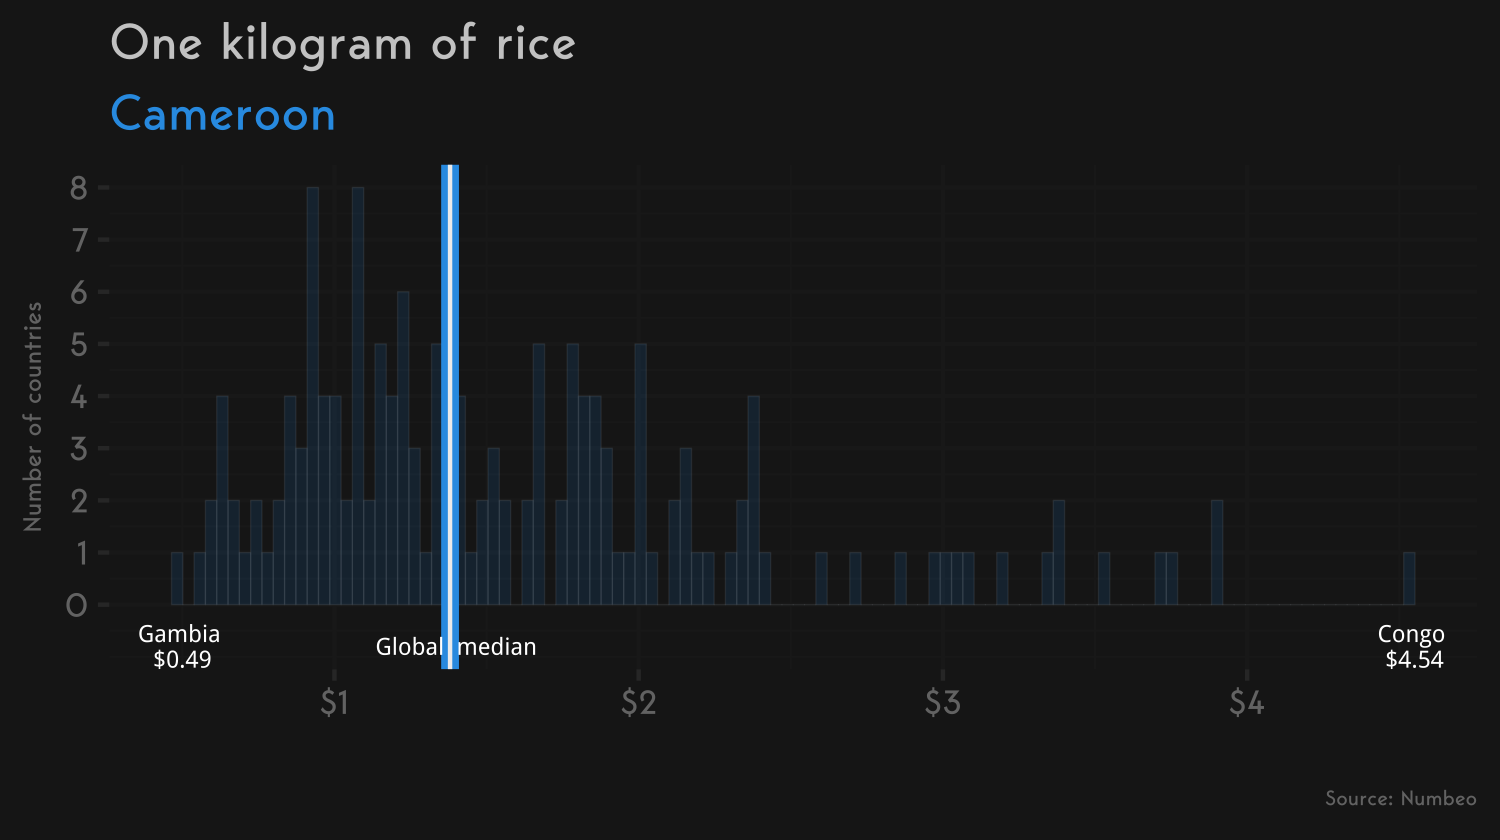 One kilogram of rice
Cameroon
Number of countries
8
7
6
5
4
3
2
1
0
Gambia
$0.49
Global median
Congo
$4.54
$1
$2
$3
$4
Source: Numbeo